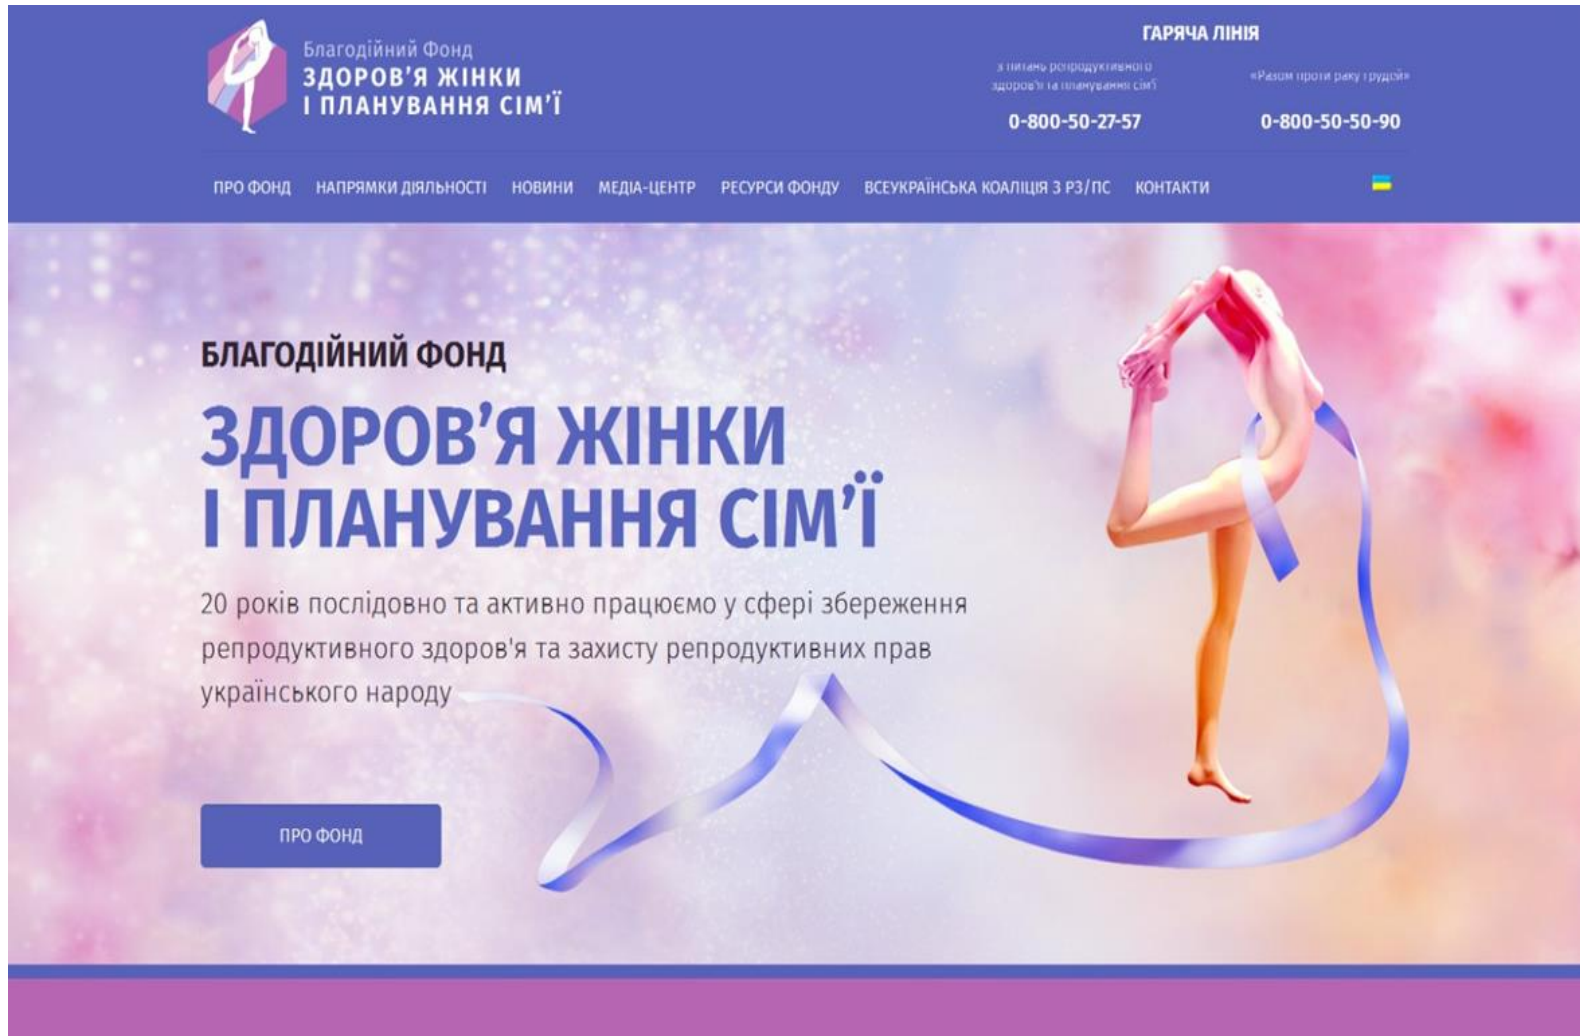 Благодійний Фонд
ЗДОРОВ'Я ЖІНКИ
І ПЛАНУВАННЯ СІМ'Ї
ГАРЯЧА ЛІНІЯ
з питань репродуктивного
здоров'я та планування сім'ї
0-800-50-27-57
«Разом проти раку грудей»
0-800-50-50-90
ПРО ФОНД НАПРЯМКИ ДІЯЛЬНОСТІ НОВИНИ МЕДІА-ЦЕНТР РЕСУРСИ ФОНДУ ВСЕУКРАЇНСЬКА КОАЛІЦІЯ З РЗ/ПС КОНТАКТИ
БЛАГОДІЙНИЙ ФОНД
ЗДОРОВ'Я ЖІНКИ
І ПЛАНУВАННЯ СІМ'Ї
20 років послідовно та активно працюємо у сфері збереження
репродуктивного здоров'я та захисту репродуктивних прав
українського народу
ПРО ФОНД